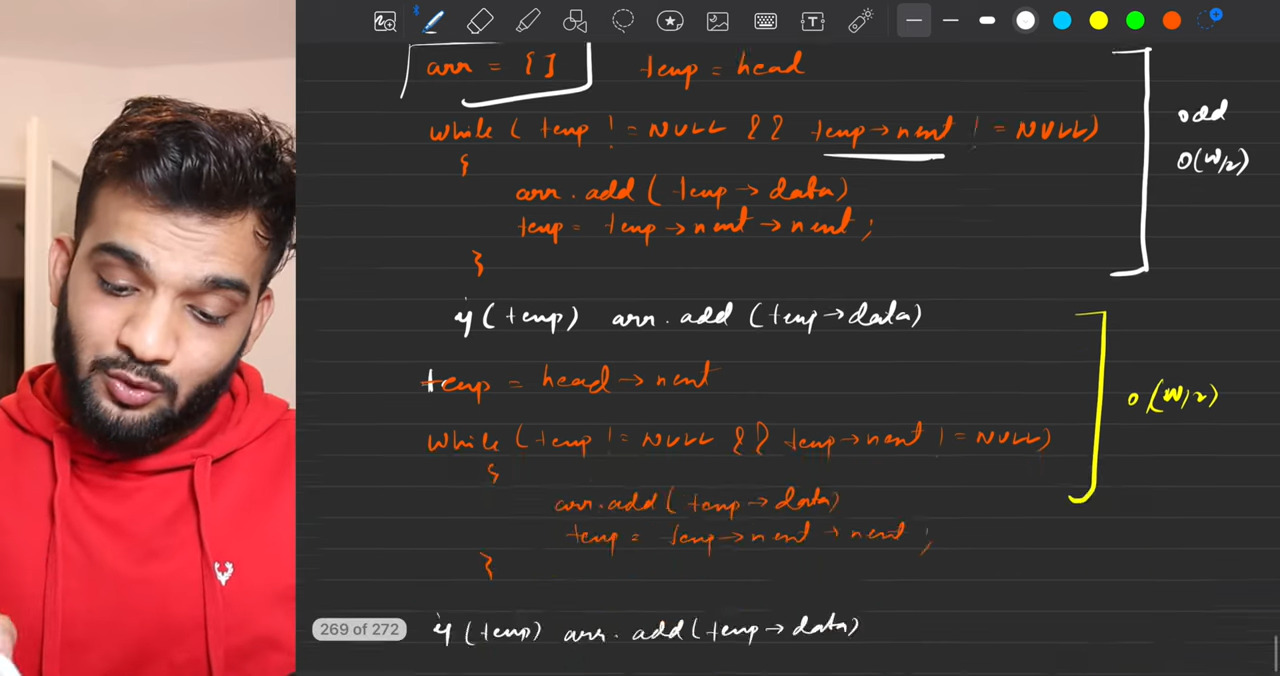 arr = []    temp = head
while ( temp != NULL && temp→next != NULL)
{
arr.add ( temp→data)
temp = temp→next→next ;
}
if ( temp) arr.add (temp→data)
temp = head→next
while ( temp != NULL && temp→next != NULL)
{
arr.add ( temp→data)
temp = temp→next→next ;
}
if (temp) arr.add(temp→data)
odd
O(N/2)
O(N/2)
269 of 272
T